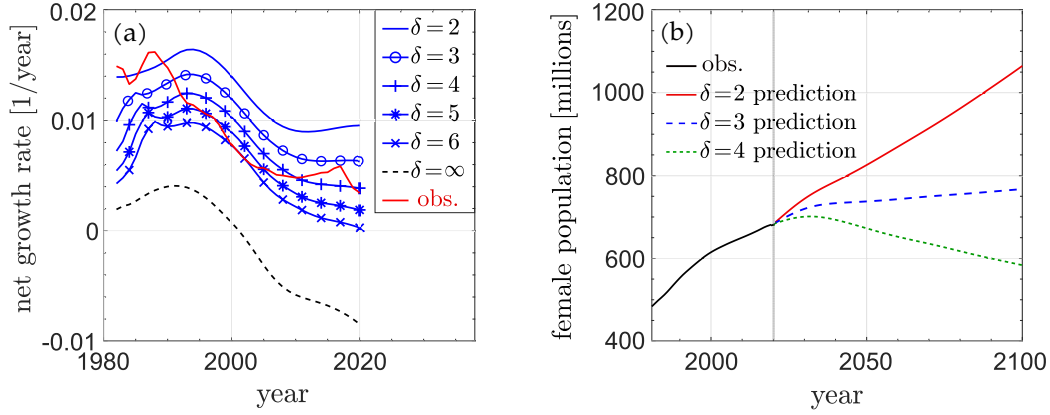 (a)
net growth rate [1/year]
0.02
0.01
0
-0.01
1980
2000
2020
year
δ = 2
δ = 3
δ = 4
δ = 5
δ = 6
δ=∞
obs.
(b)
female population [millions]
1200
1000
800
600
400
2000
2050
2100
year
obs.
δ=2 prediction
δ=3 prediction
δ=4 prediction